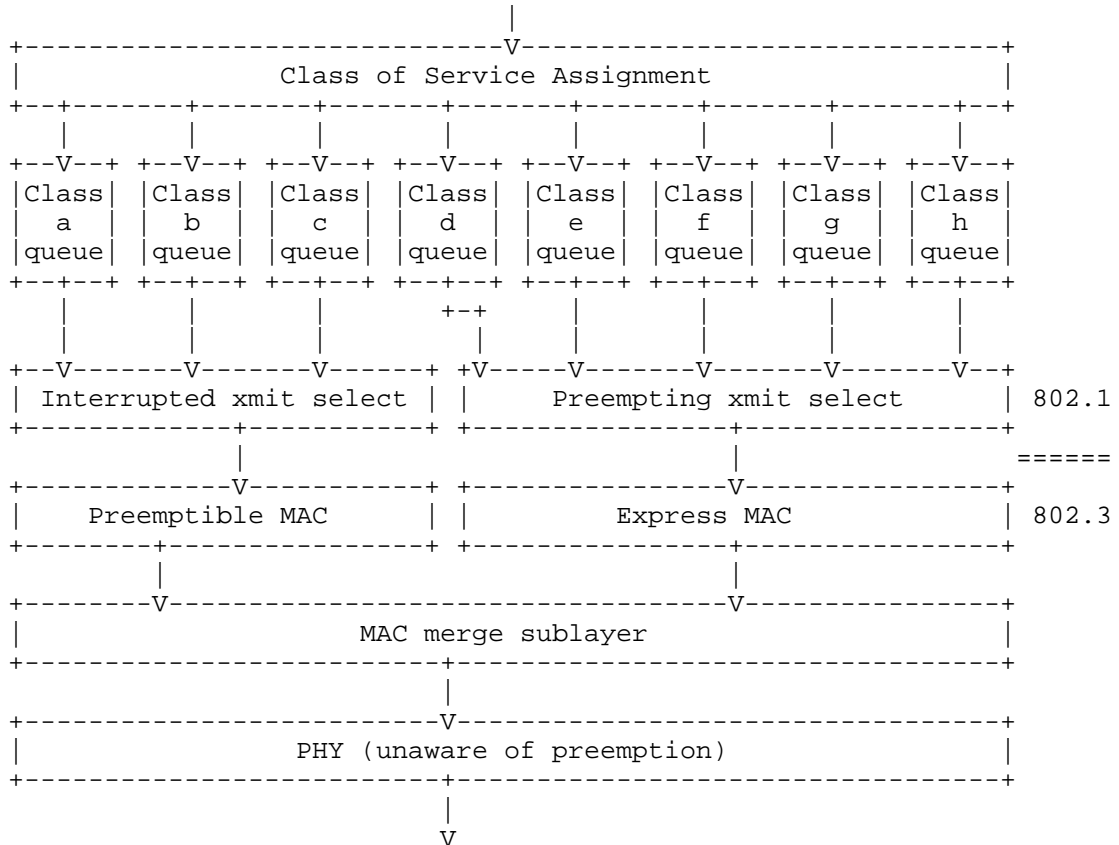 Class of Service Assignment
Class Class Class Class Class Class Class Class
a b c d e f g h
queue queue queue queue queue queue queue queue
Interrupted xmit select Preempting xmit select 802.1
======
Preemptible MAC Express MAC 802.3
MAC merge sublayer
PHY (unaware of preemption)